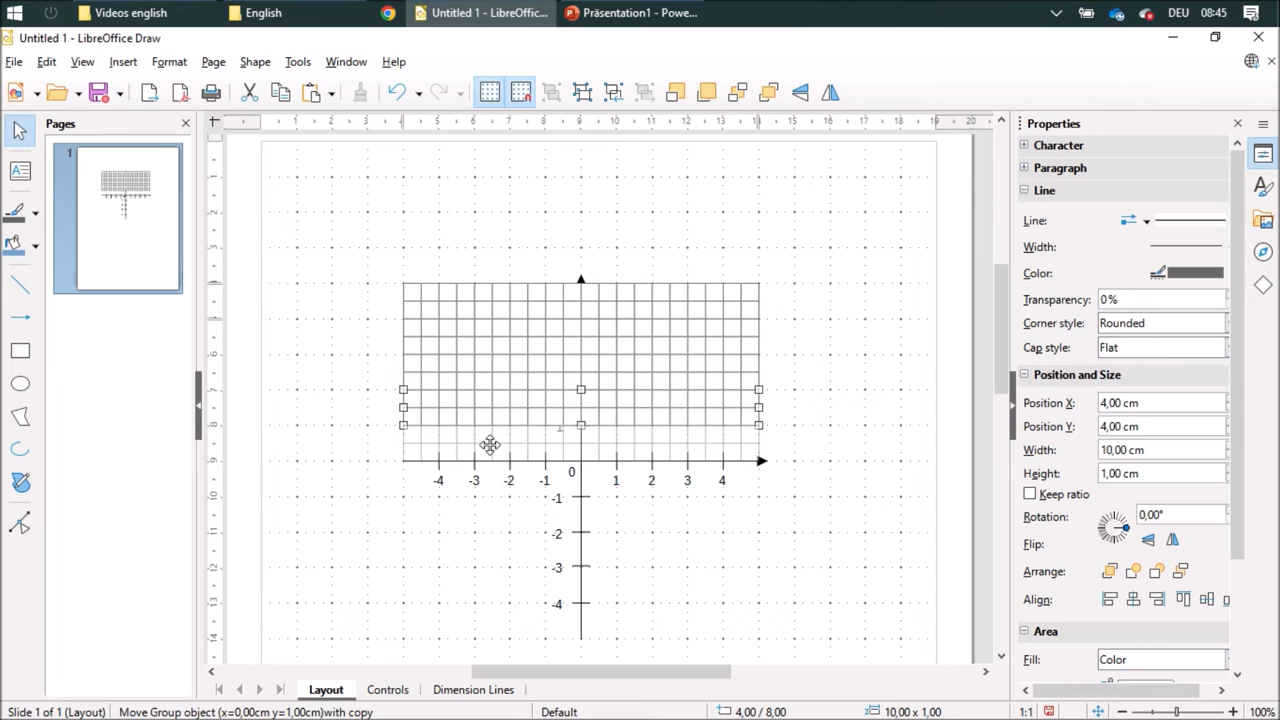 Videos english
English
Untitled 1 - LibreOffic...
Präsentation1 - Powe...
DEU
08:45
Untitled 1 - LibreOffice Draw
File Edit View Insert Format Page Shape Tools Window Help
Pages
Properties
1
Character
Paragraph
Line
Line:
Width:
Color:
Transparency: 0%
Corner style: Rounded
Cap style: Flat
Position and Size
Position X: 4,00 cm
Position Y: 4,00 cm
Width: 10,00 cm
Height: 1,00 cm
Keep ratio
Rotation: 0,00°
Flip:
Arrange:
Align:
Area
Fill: Color
0
-4 -3 -2 -1 1 2 3 4
-1
-2
-3
-4
Layout Controls Dimension Lines
Slide 1 of 1 (Layout) Move Group object (x=0,00cm y=1,00cm)with copy Default 4,00 / 8,00 10,00 x 1,00 1:1 100%